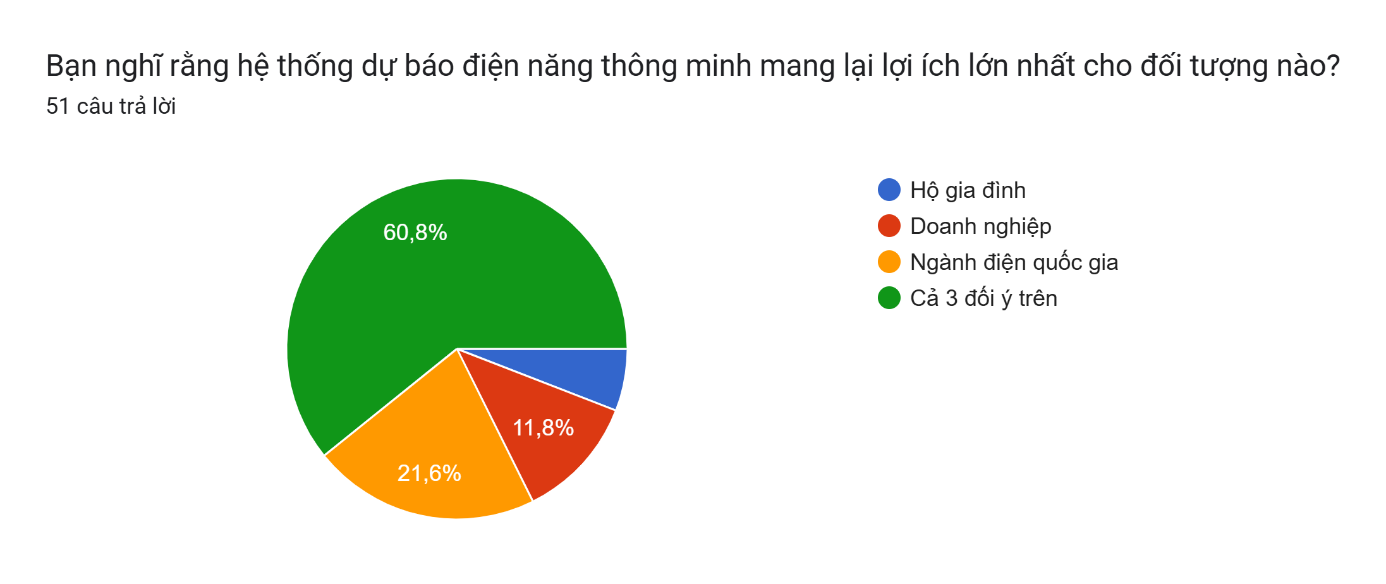 Bạn nghĩ rằng hệ thống dự báo điện năng thông minh mang lại lợi ích lớn nhất cho đối tượng nào?
51 câu trả lời
60,8%
11,8%
21,6%
Hộ gia đình
Doanh nghiệp
Ngành điện quốc gia
Cả 3 đối ý trên